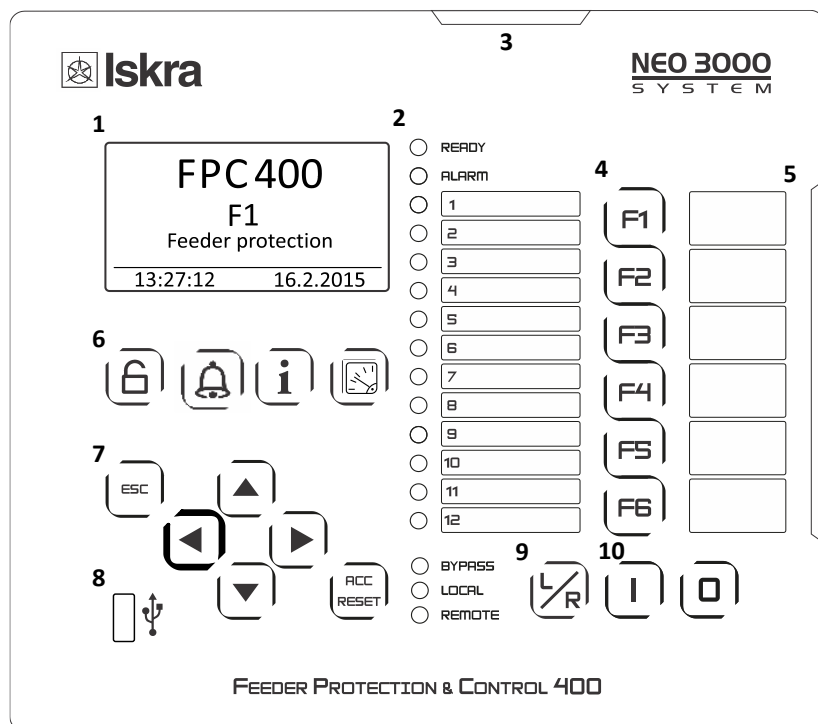 3
Iskra
NEO 3000
SYSTEM
1
FPC400
F1
Feeder protection
13:27:12 16.2.2015
2
READY
ALARM
1
2
3
4
5
6
7
8
9
10
11
12
4
F1
F2
F3
F4
F5
F6
5
6
i
7
ESC
ACC
RESET
8
BYPASS
LOCAL
REMOTE
9
L/R
10
I
O
FEEDER PROTECTION & CONTROL 400